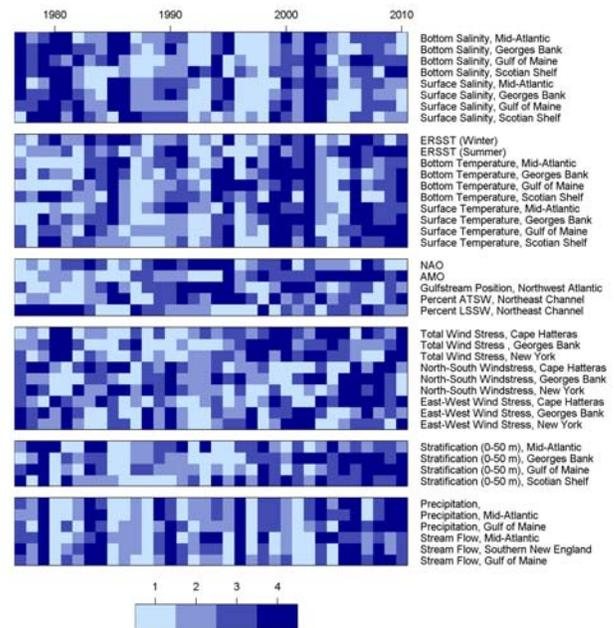 1980 1990 2000 2010
Bottom Salinity, Mid-Atlantic
Bottom Salinity, Georges Bank
Bottom Salinity, Gulf of Maine
Bottom Salinity, Scotian Shelf
Surface Salinity, Mid-Atlantic
Surface Salinity, Georges Bank
Surface Salinity, Gulf of Maine
Surface Salinity, Scotian Shelf
ERSST (Winter)
ERSST (Summer)
Bottom Temperature, Mid-Atlantic
Bottom Temperature, Georges Bank
Bottom Temperature, Gulf of Maine
Bottom Temperature, Scotian Shelf
Surface Temperature, Mid-Atlantic
Surface Temperature, Georges Bank
Surface Temperature, Gulf of Maine
Surface Temperature, Scotian Shelf
NAO
AMO
Gulfstream Position, Northwest Atlantic
Percent ATSW, Northeast Channel
Percent LSSW, Northeast Channel
Total Wind Stress, Cape Hatteras
Total Wind Stress , Georges Bank
Total Wind Stress, New York
North-South Windstress, Cape Hatteras
North-South Windstress, Georges Bank
North-South Windstress, New York
East-West Wind Stress, Cape Hatteras
East-West Wind Stress, Georges Bank
East-West Wind Stress, New York
Stratification (0-50 m), Mid-Atlantic
Stratification (0-50 m), Georges Bank
Stratification (0-50 m), Gulf of Maine
Stratification (0-50 m), Scotian Shelf
Precipitation,
Precipitation, Mid-Atlantic
Precipitation, Gulf of Maine
Stream Flow, Mid-Atlantic
Stream Flow, Southern New England
Stream Flow, Gulf of Maine
1 2 3 4